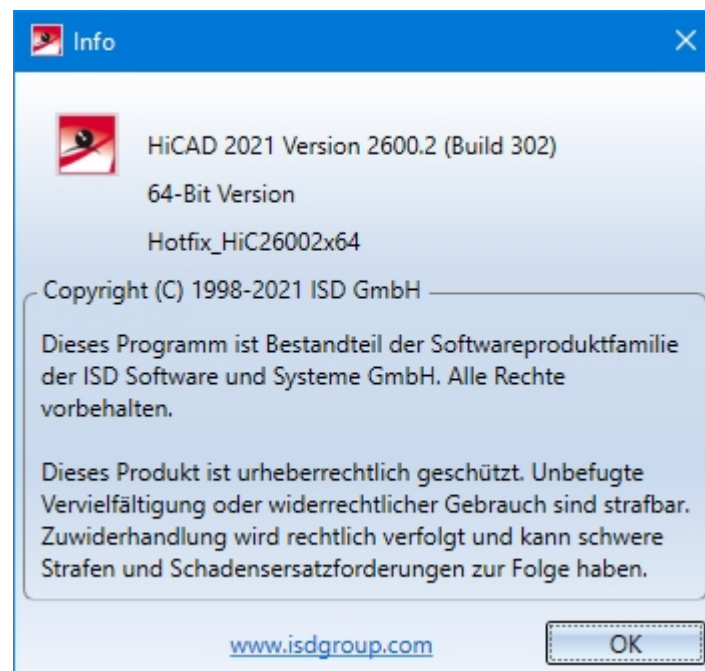 Info
HiCAD 2021 Version 2600.2 (Build 302)
64-Bit Version
Hotfix_HiC26002x64
Copyright (C) 1998-2021 ISD GmbH
Dieses Programm ist Bestandteil der Softwareproduktfamilie
der ISD Software und Systeme GmbH. Alle Rechte
vorbehalten.
Dieses Produkt ist urheberrechtlich geschützt. Unbefugte
Vervielfältigung oder widerrechtlicher Gebrauch sind strafbar.
Zuwiderhandlung wird rechtlich verfolgt und kann schwere
Strafen und Schadensersatzforderungen zur Folge haben.
www.isdgroup.com
OK